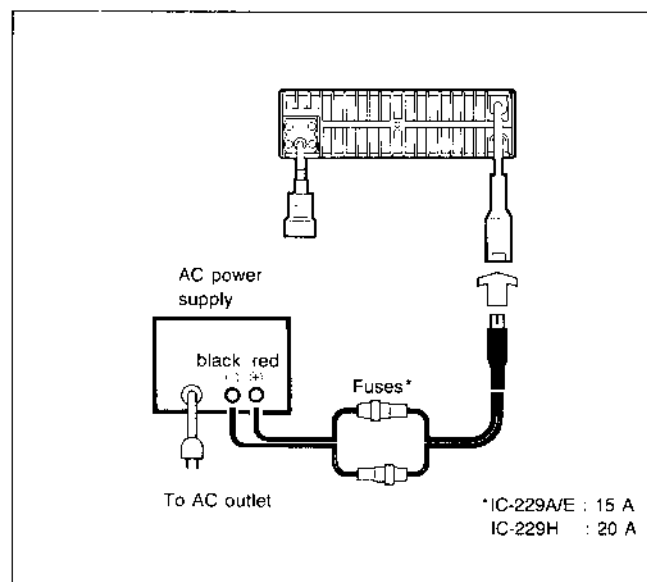 AC power
supply
black red
(−) (+)
Fuses*
To AC outlet
*IC-229A/E : 15 A
IC-229H : 20 A